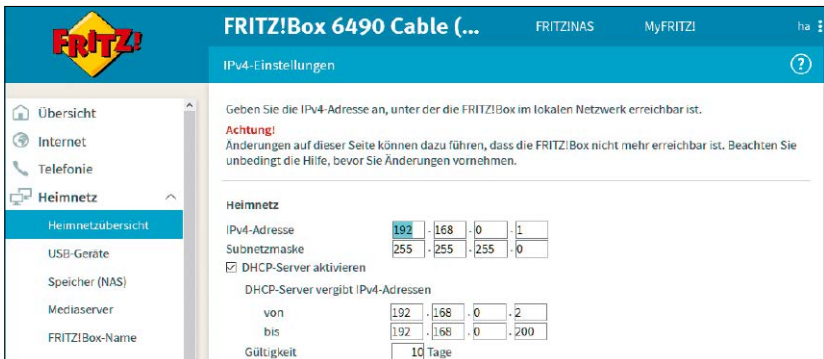 FRITZ!
FRITZ!Box 6490 Cable (...
FRITZ!NAS
MyFRITZ!
ha
IPv4-Einstellungen
?
Übersicht
Internet
Telefonie
Heimnetz
Heimnetzübersicht
USB-Geräte
Speicher (NAS)
Mediaserver
FRITZ!Box-Name
Geben Sie die IPv4-Adresse an, unter der die FRITZ!Box im lokalen Netzwerk erreichbar ist.
Achtung!
Änderungen auf dieser Seite können dazu führen, dass die FRITZ!Box nicht mehr erreichbar ist. Beachten Sie
unbedingt die Hilfe, bevor Sie Änderungen vornehmen.
Heimnetz
IPv4-Adresse 192 . 168 . 0 . 1
Subnetzmaske 255 . 255 . 255 . 0
DHCP-Server aktivieren
DHCP-Server vergibt IPv4-Adressen
von 192 . 168 . 0 . 2
bis 192 . 168 . 0 . 200
Gültigkeit 10 Tage